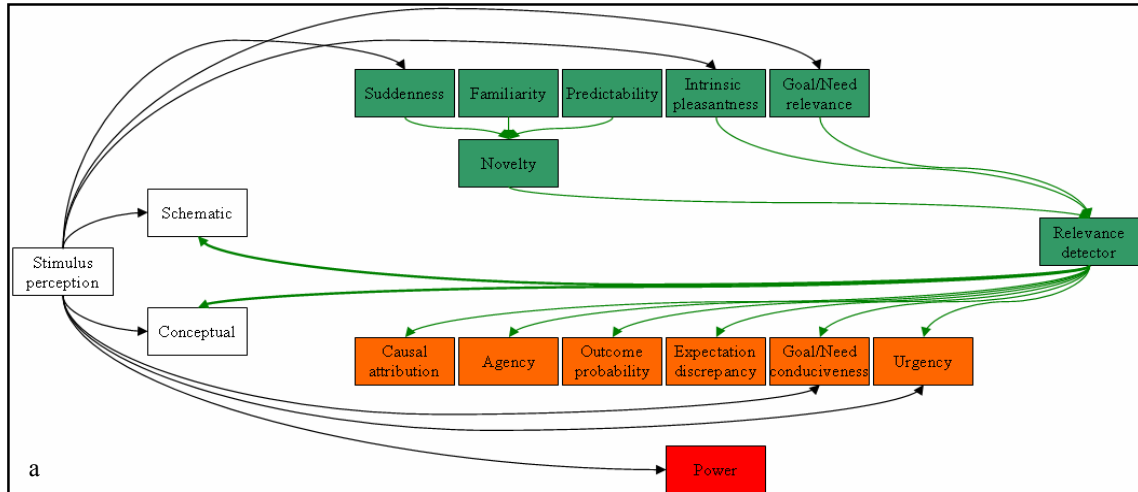 Suddenness
Familiarity
Predictability
Intrinsic
pleasantness
Goal/Need
relevance
Novelty
Schematic
Relevance
detector
Stimulus
perception
Conceptual
Causal
attribution
Agency
Outcome
probability
Expectation
discrepancy
Goal/Need
conduciveness
Urgency
Power
a